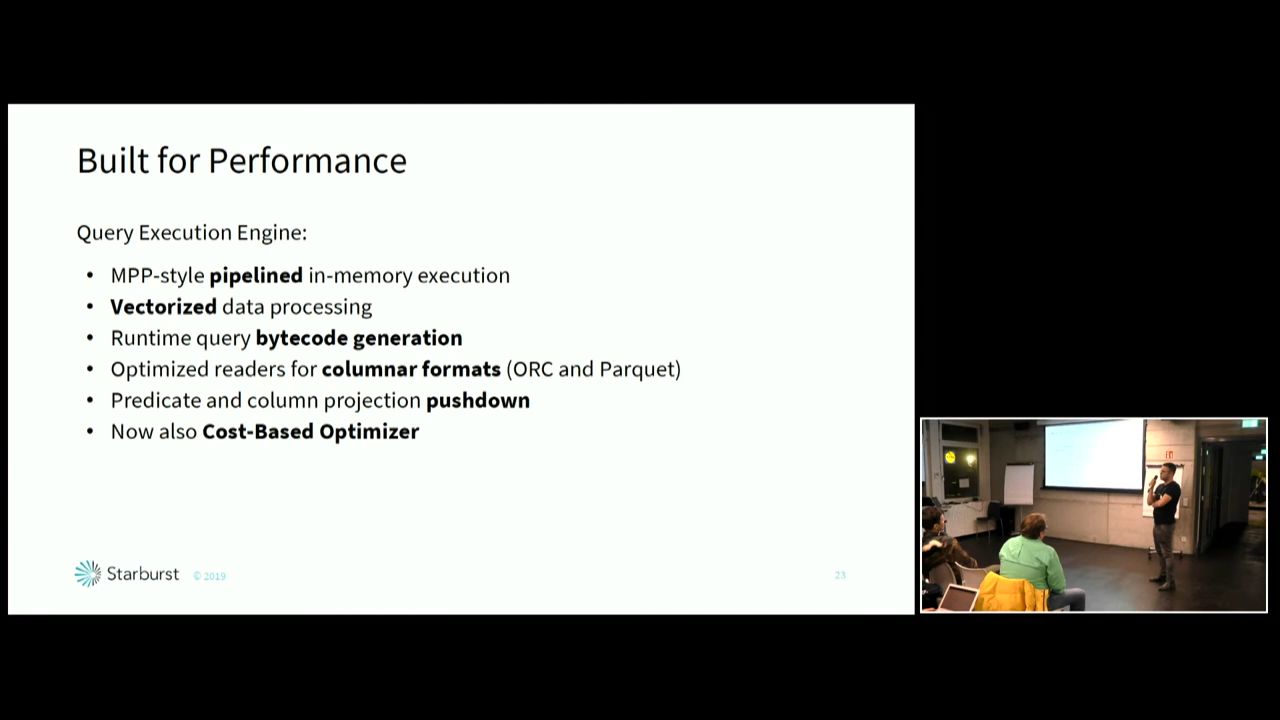 Built for Performance
Query Execution Engine:
• MPP-style pipelined in-memory execution
• Vectorized data processing
• Runtime query bytecode generation
• Optimized readers for columnar formats (ORC and Parquet)
• Predicate and column projection pushdown
• Now also Cost-Based Optimizer
Starburst © 2019
23